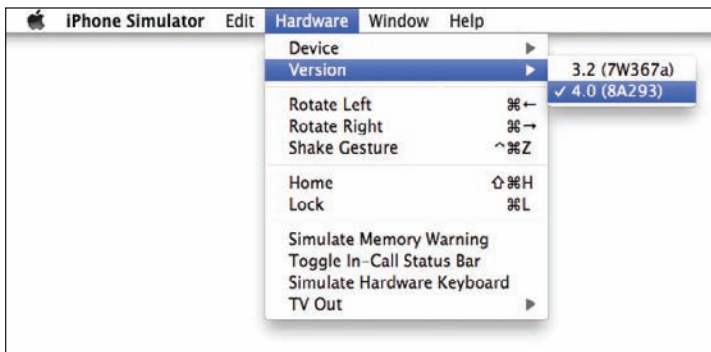 iPhone Simulator Edit Hardware Window Help
Device
Version
3.2 (7W367a)
✓ 4.0 (8A293)
Rotate Left ⌘←
Rotate Right ⌘→
Shake Gesture ^⌘Z
Home ⇧⌘H
Lock ⌘L
Simulate Memory Warning
Toggle In-Call Status Bar
Simulate Hardware Keyboard
TV Out